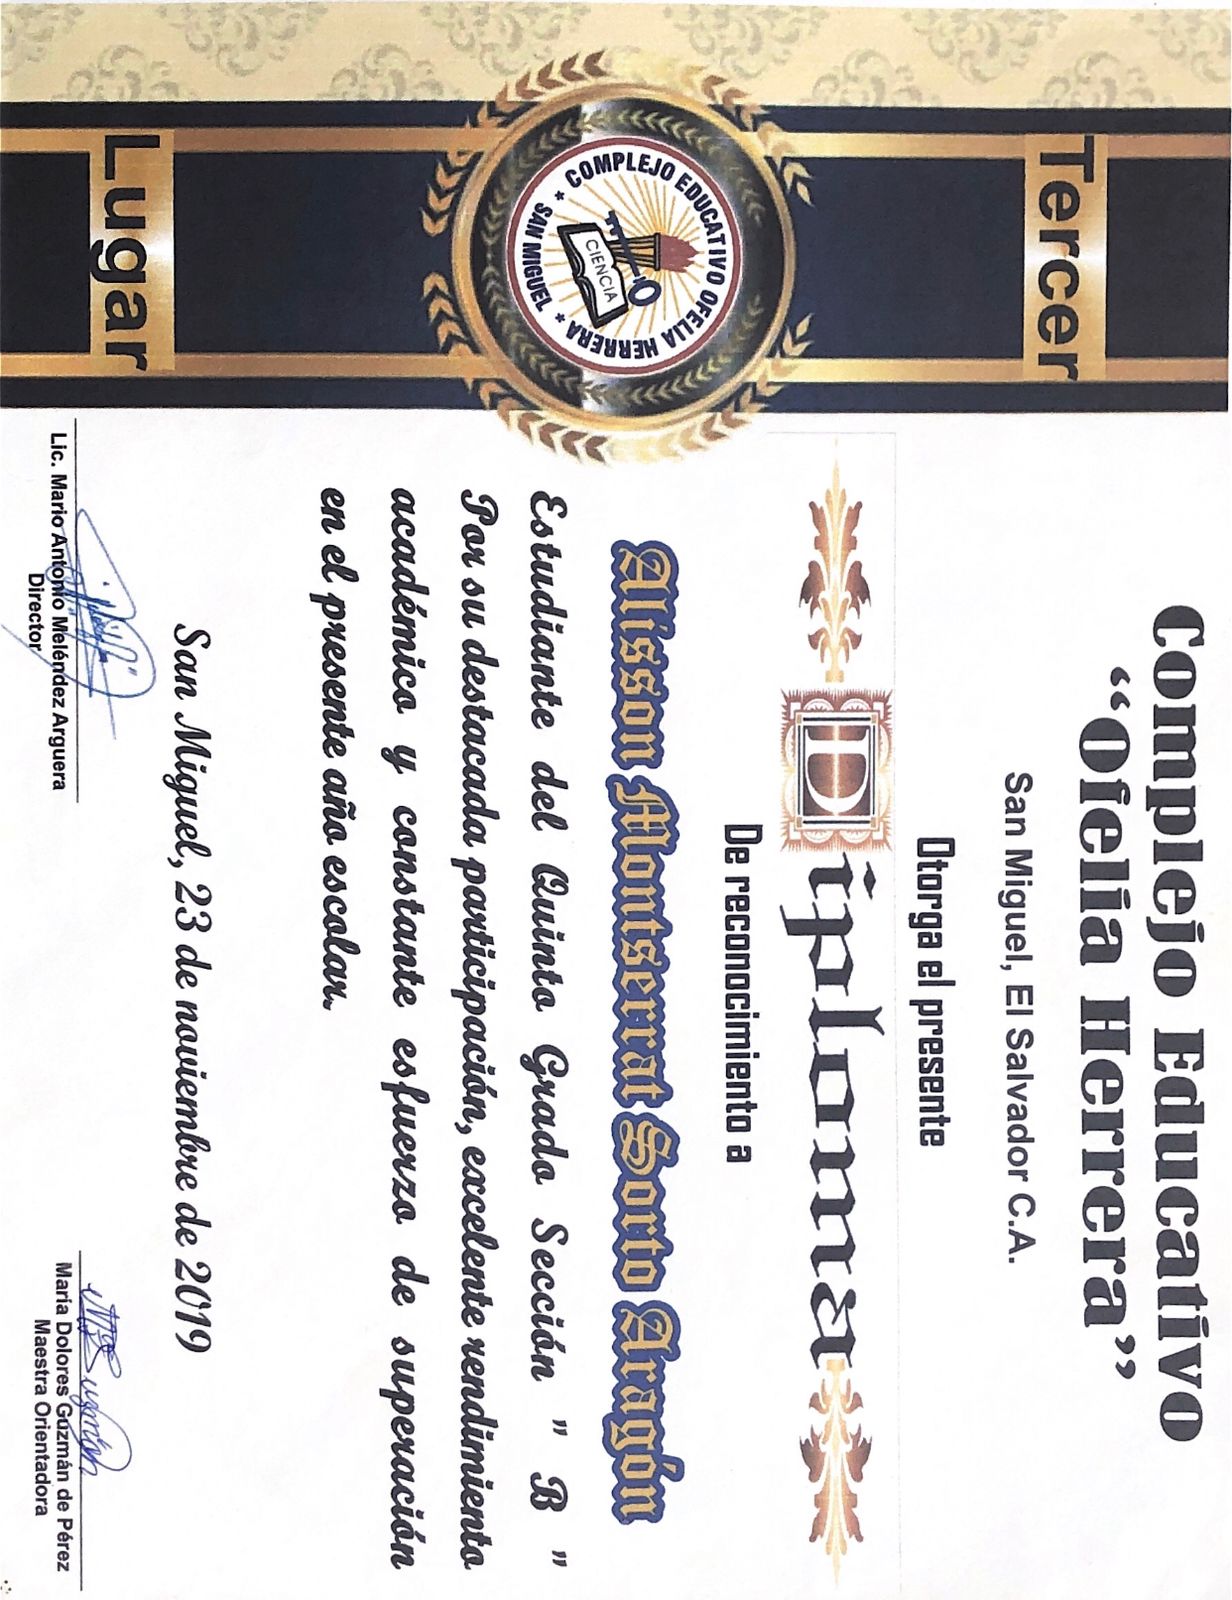 Complejo Educativo
“Ofelia Herrera”
San Miguel, El Salvador C.A.
Otorga el presente
Diploma
De reconocimiento a
Alisson Montserrat Sorto Aragón
Estudiante del Quinto Grado Sección " B "
Por su destacada participación, excelente rendimiento
académico y constante esfuerzo de superación
en el presente año escolar.
San Miguel, 23 de noviembre de 2019
Lic. Mario Antonio Meléndez Arguera
Director
María Dolores Guzmán de Pérez
Maestra Orientadora
Tercer
COMPLEJO EDUCATIVO OFELIA HERRERA
* SAN MIGUEL *
CIENCIA
Lugar